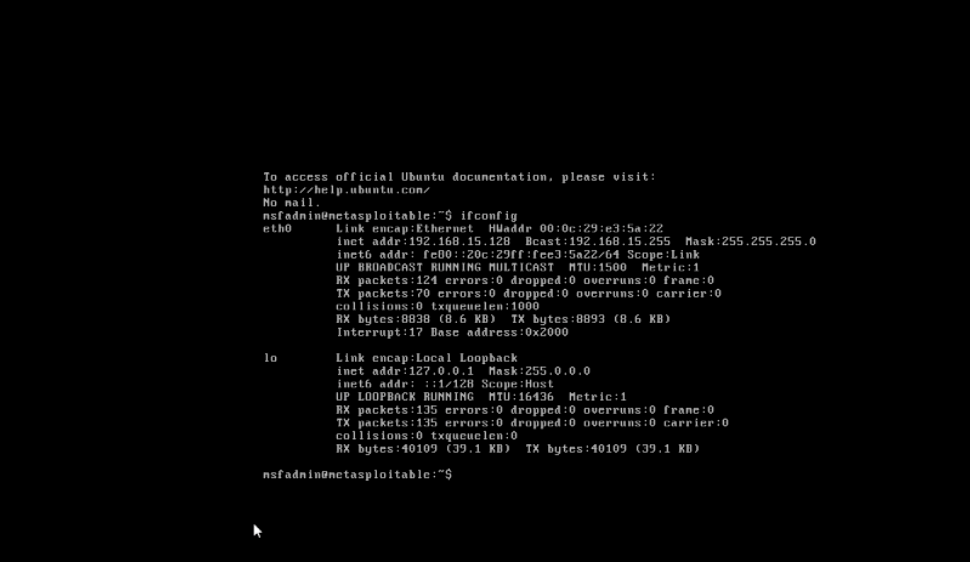 To access official Ubuntu documentation, please visit:
http://help.ubuntu.com/
No mail.
msfadmin@metasploitable:~$ ifconfig
eth0      Link encap:Ethernet  HWaddr 00:0c:29:e3:5a:22
          inet addr:192.168.15.128  Bcast:192.168.15.255  Mask:255.255.255.0
          inet6 addr: fe80::20c:29ff:fee3:5a22/64 Scope:Link
          UP BROADCAST RUNNING MULTICAST  MTU:1500  Metric:1
          RX packets:124 errors:0 dropped:0 overruns:0 frame:0
          TX packets:70 errors:0 dropped:0 overruns:0 carrier:0
          collisions:0 txqueuelen:1000
          RX bytes:8838 (8.6 KB)  TX bytes:8893 (8.6 KB)
          Interrupt:17 Base address:0x2000
lo        Link encap:Local Loopback
          inet addr:127.0.0.1  Mask:255.0.0.0
          inet6 addr: ::1/128 Scope:Host
          UP LOOPBACK RUNNING  MTU:16436  Metric:1
          RX packets:135 errors:0 dropped:0 overruns:0 frame:0
          TX packets:135 errors:0 dropped:0 overruns:0 carrier:0
          collisions:0 txqueuelen:0
          RX bytes:40109 (39.1 KB)  TX bytes:40109 (39.1 KB)
msfadmin@metasploitable:~$